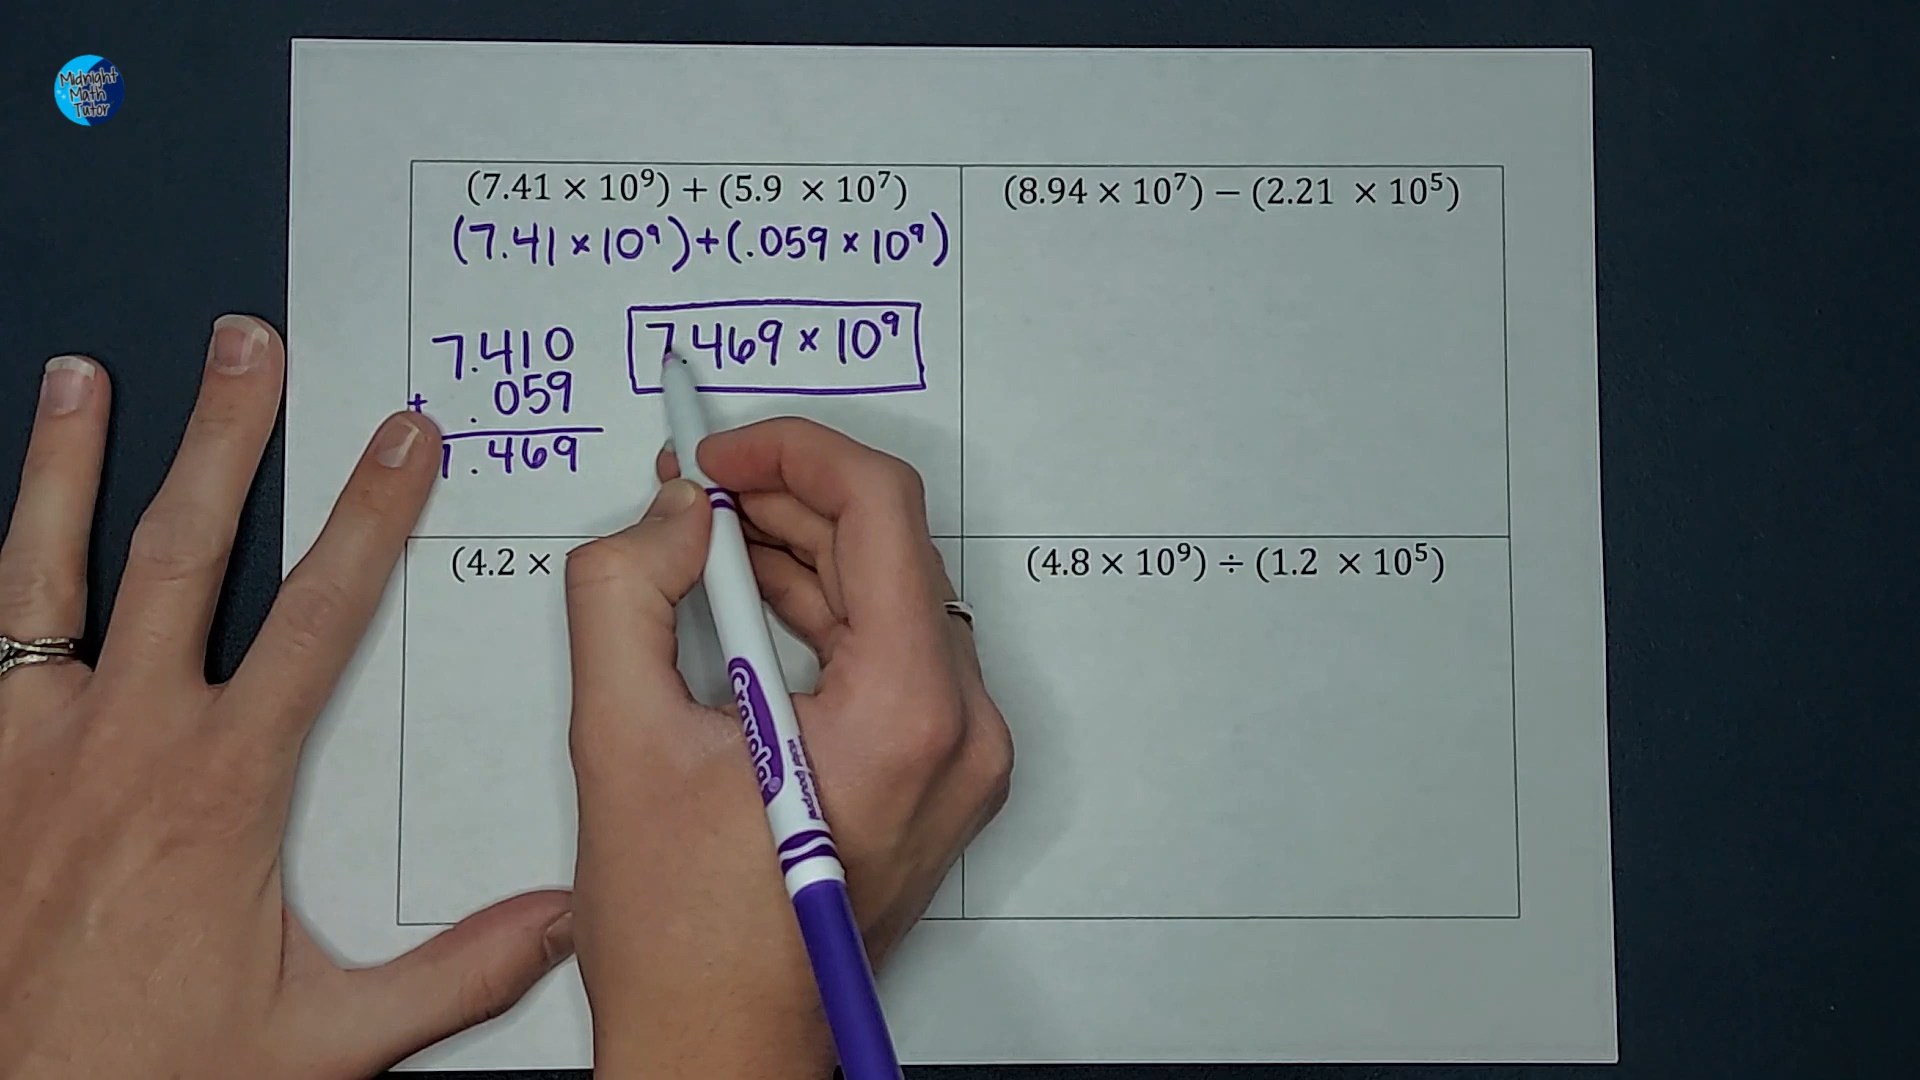 Midnight
Math
Tutor
(7.41 × 10⁹) + (5.9 × 10⁷)
(7.41 × 10⁹) + (.059 × 10⁹)
7.410
+ .059
7.469
7.469 × 10⁹
(8.94 × 10⁷) − (2.21 × 10⁵)
(4.2 ×
(4.8 × 10⁹) ÷ (1.2 × 10⁵)
Crayola